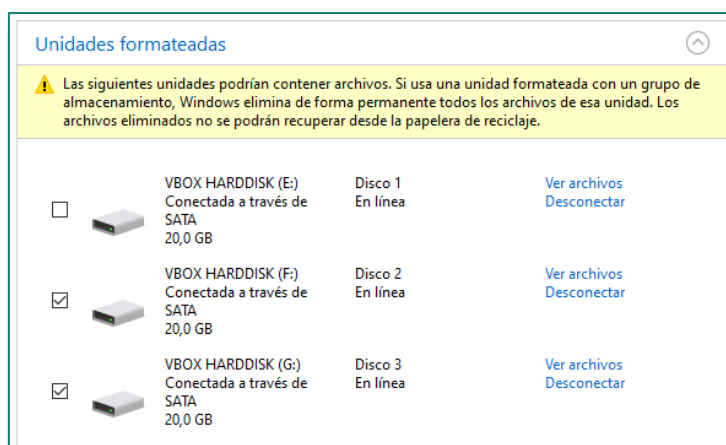 Unidades formateadas
Las siguientes unidades podrían contener archivos. Si usa una unidad formateada con un grupo de
almacenamiento, Windows elimina de forma permanente todos los archivos de esa unidad. Los
archivos eliminados no se podrán recuperar desde la papelera de reciclaje.
VBOX HARDDISK (E:) Disco 1 Ver archivos
Conectada a través de En línea Desconectar
SATA
20,0 GB
VBOX HARDDISK (F:) Disco 2 Ver archivos
Conectada a través de En línea Desconectar
SATA
20,0 GB
VBOX HARDDISK (G:) Disco 3 Ver archivos
Conectada a través de En línea Desconectar
SATA
20,0 GB